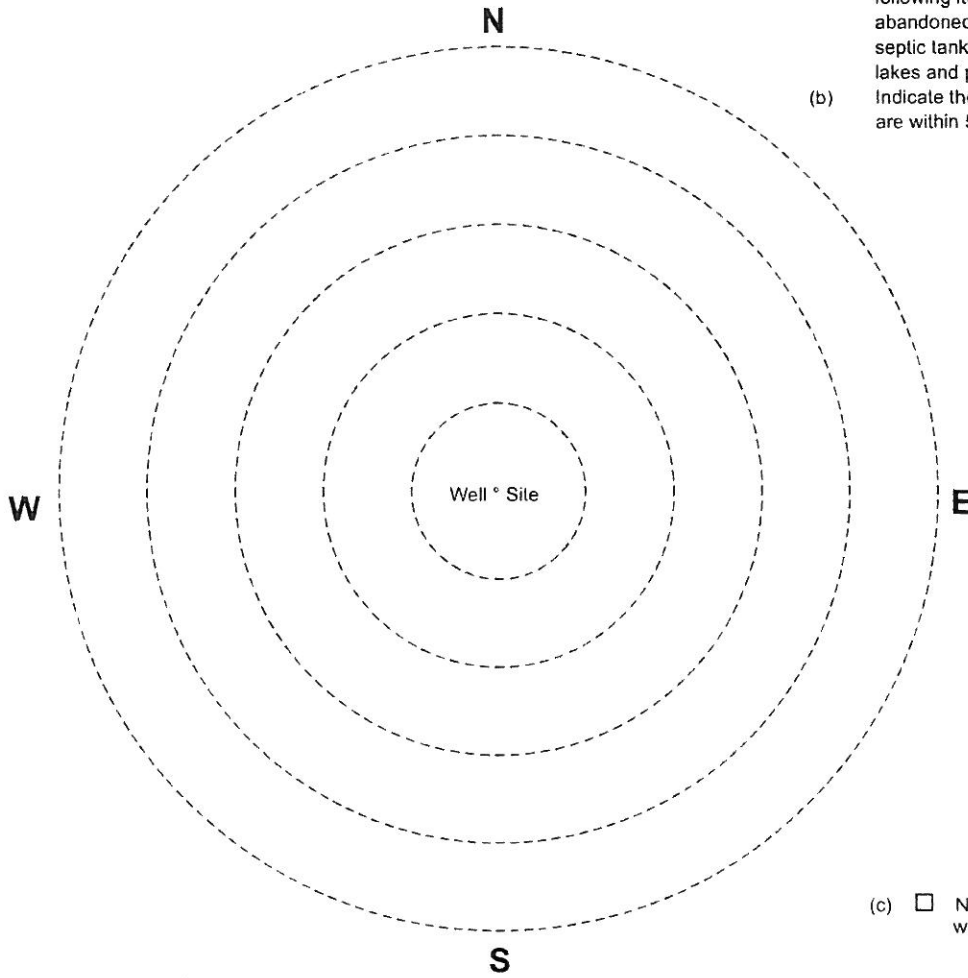 following it
abandoned
septic tank
lakes and p
(b) Indicate the
are within 5
N
W
Well ° Site
E
(c) ☐ N
w
S